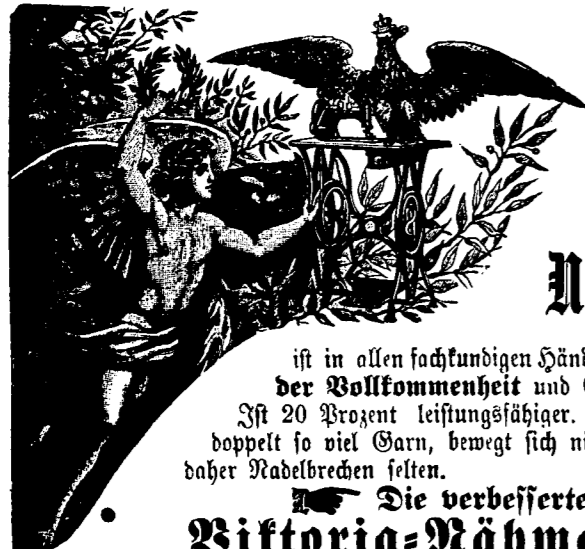 N
ist in allen fachkundigen Händ
der Vollkommenheit und
Ist 20 Prozent leistungsfähiger.
doppelt so viel Garn, bewegt sich ni
daher Nadelbrechen selten.
Die verbesserte
Viktoria=Nähma